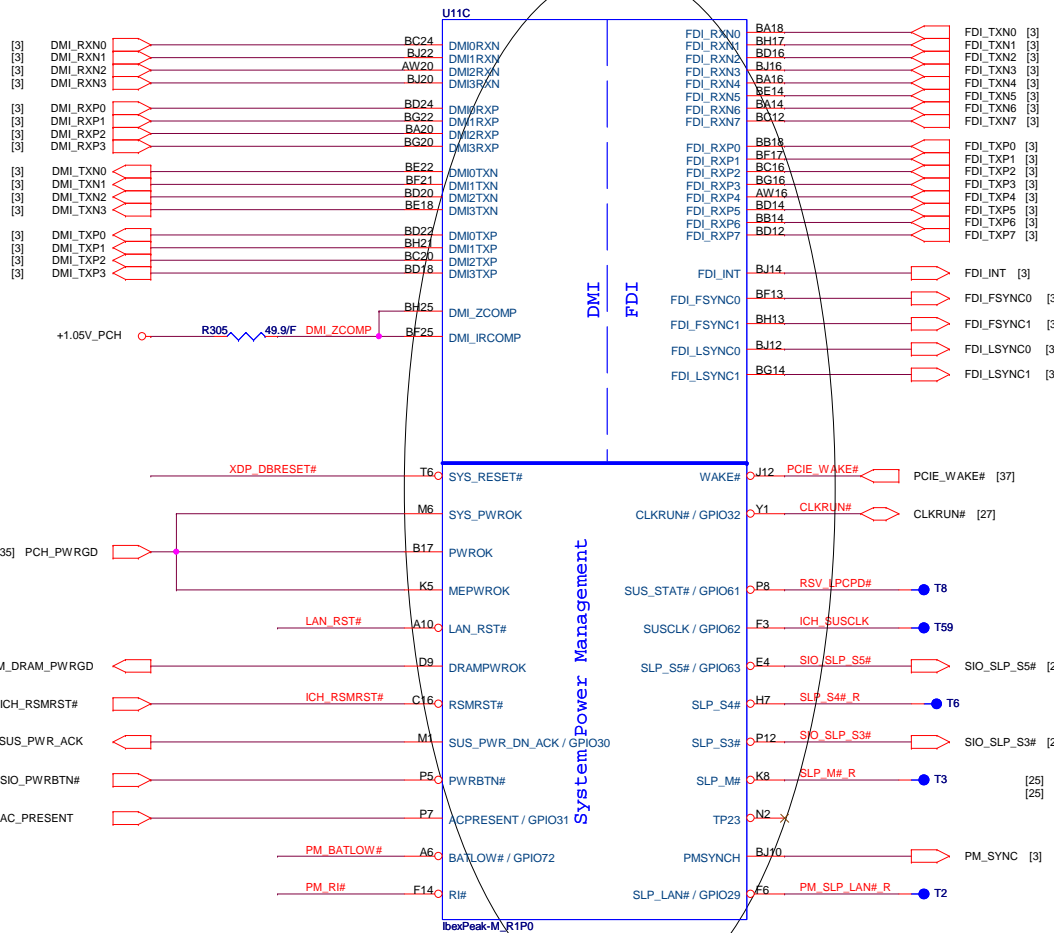 U11C
[3] DMI_RXN0 BC24 DMI0RXN
[3] DMI_RXN1 BJ22 DMI1RXN
[3] DMI_RXN2 AW20 DMI2RXN
[3] DMI_RXN3 BJ20 DMI3RXN
[3] DMI_RXP0 BD24 DMI0RXP
[3] DMI_RXP1 BG22 DMI1RXP
[3] DMI_RXP2 BA20 DMI2RXP
[3] DMI_RXP3 BG20 DMI3RXP
[3] DMI_TXN0 BE22 DMI0TXN
[3] DMI_TXN1 BF21 DMI1TXN
[3] DMI_TXN2 BD20 DMI2TXN
[3] DMI_TXN3 BE18 DMI3TXN
[3] DMI_TXP0 BD22 DMI0TXP
[3] DMI_TXP1 BH21 DMI1TXP
[3] DMI_TXP2 BC20 DMI2TXP
[3] DMI_TXP3 BD18 DMI3TXP
BH25 DMI_ZCOMP
+1.05V_PCH R305 49.9/F DMI_ZCOMP BF25 DMI_IRCOMP
DMI
FDI
FDI_RXN0 BA18 FDI_TXN0 [3]
FDI_RXN1 BH17 FDI_TXN1 [3]
FDI_RXN2 BD16 FDI_TXN2 [3]
FDI_RXN3 BJ16 FDI_TXN3 [3]
FDI_RXN4 BA16 FDI_TXN4 [3]
FDI_RXN5 BE14 FDI_TXN5 [3]
FDI_RXN6 BA14 FDI_TXN6 [3]
FDI_RXN7 BC12 FDI_TXN7 [3]
FDI_RXP0 BB18 FDI_TXP0 [3]
FDI_RXP1 BF17 FDI_TXP1 [3]
FDI_RXP2 BC16 FDI_TXP2 [3]
FDI_RXP3 BG16 FDI_TXP3 [3]
FDI_RXP4 AW16 FDI_TXP4 [3]
FDI_RXP5 BD14 FDI_TXP5 [3]
FDI_RXP6 BB14 FDI_TXP6 [3]
FDI_RXP7 BD12 FDI_TXP7 [3]
FDI_INT BJ14 FDI_INT [3]
FDI_FSYNC0 BF13 FDI_FSYNC0 [3
FDI_FSYNC1 BH13 FDI_FSYNC1 [3
FDI_LSYNC0 BJ12 FDI_LSYNC0 [3
FDI_LSYNC1 BG14 FDI_LSYNC1 [3
XDP_DBRESET# T6 SYS_RESET#
M6 SYS_PWROK
35] PCH_PWRGD B17 PWROK
K5 MEPWROK
LAN_RST# A10 LAN_RST#
M_DRAM_PWRGD D9 DRAMPWROK
ICH_RSMRST# ICH_RSMRST# C16 RSMRST#
SUS_PWR_ACK M1 SUS_PWR_DN_ACK / GPIO30
SIO_PWRBTN# P5 PWRBTN#
AC_PRESENT P7 ACPRESENT / GPIO31
PM_BATLOW# A6 BATLOW# / GPIO72
PM_RI# F14 RI#
System Power Management
WAKE# J12 PCIE_WAKE# PCIE_WAKE# [37]
CLKRUN# / GPIO32 Y1 CLKRUN# CLKRUN# [27]
SUS_STAT# / GPIO61 P8 RSV_LPCPD# T8
SUSCLK / GPIO62 F3 ICH_SUSCLK T59
SLP_S5# / GPIO63 E4 SIO_SLP_S5# SIO_SLP_S5# [2
SLP_S4# H7 SLP_S4#_R T6
SLP_S3# P12 SIO_SLP_S3# SIO_SLP_S3# [2
SLP_M# K8 SLP_M#_R T3 [25]
[25]
TP23 N2
PMSYNCH BJ10 PM_SYNC [3]
SLP_LAN# / GPIO29 F6 PM_SLP_LAN#_R T2
IbexPeak-M_R1P0